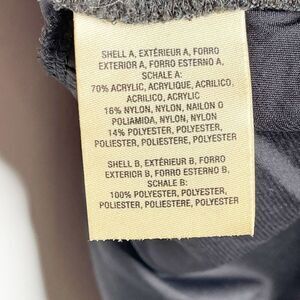 SHELL A, EXTÉRIEUR A, FORRO
EXTERIOR A, FORRO ESTERNO A,
SCHALE A:
70% ACRYLIC, ACRYLIQUE, ACRILICO,
ACRILICO, ACRYLIC
16% NYLON, NYLON, NAILON O
POLIAMIDA, NYLON, NYLON
14% POLYESTER, POLYESTER,
POLIESTER, POLIESTERE, POLYESTER
SHELL B, EXTÉRIEUR B, FORRO
EXTERIOR B, FORRO ESTERNO B,
SCHALE B:
100% POLYESTER, POLYESTER,
POLIESTER, POLIESTERE, POLYESTER